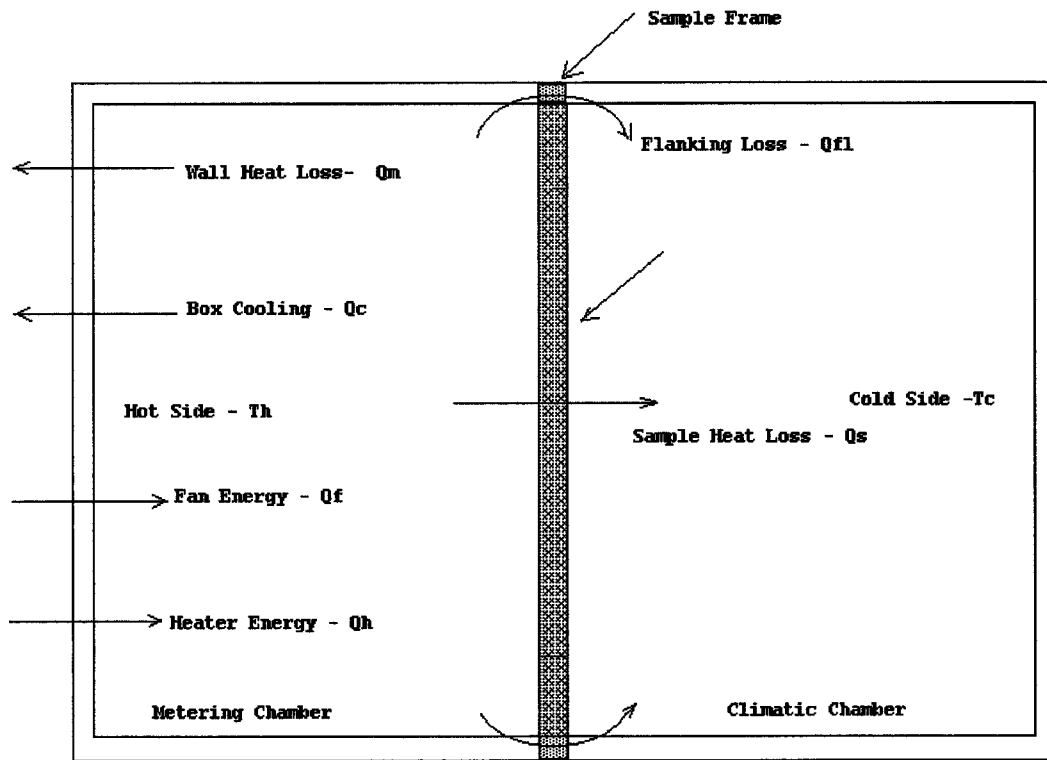 Sample Frame
Flanking Loss - Qfl
Wall Heat Loss- Qm
Box Cooling - Qc
Hot Side - Th
Cold Side -Tc
Sample Heat Loss - Qs
Fan Energy - Qf
Heater Energy - Qh
Metering Chamber
Climatic Chamber